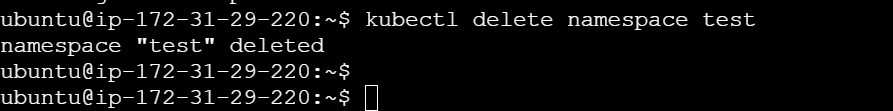 ubuntu@ip-172-31-29-220:~$ kubectl delete namespace test
namespace "test" deleted
ubuntu@ip-172-31-29-220:~$
ubuntu@ip-172-31-29-220:~$